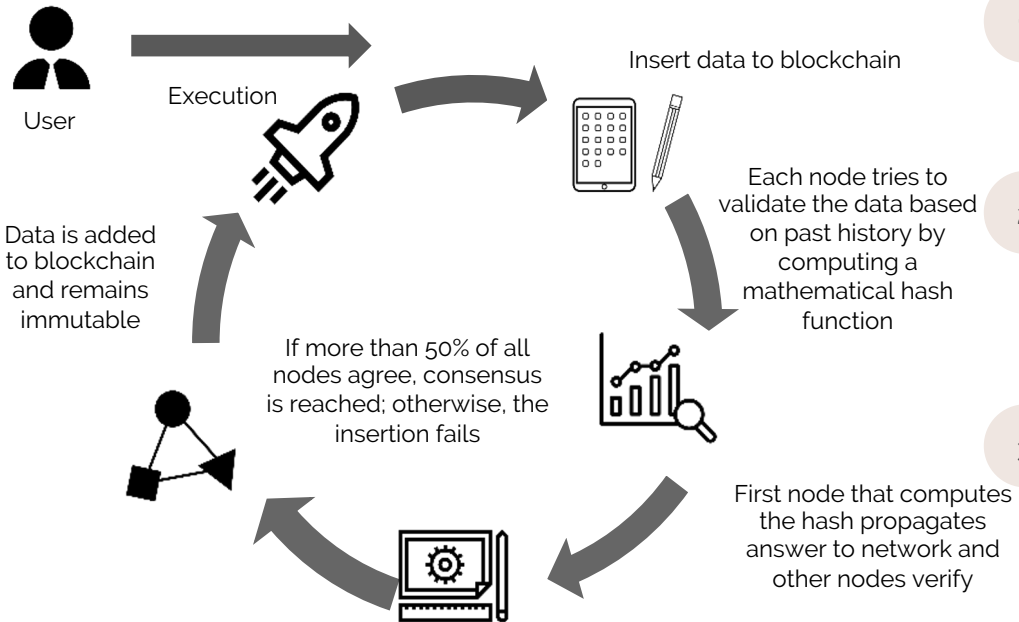 User
Execution
Insert data to blockchain
Each node tries to
validate the data based
on past history by
computing a
mathematical hash
function
First node that computes
the hash propagates
answer to network and
other nodes verify
If more than 50% of all
nodes agree, consensus
is reached; otherwise, the
insertion fails
Data is added
to blockchain
and remains
immutable